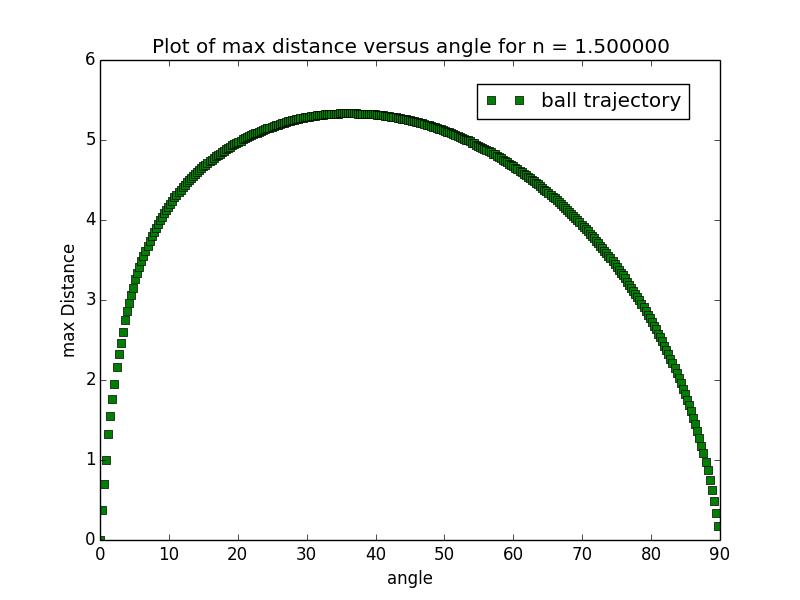 Plot of max distance versus angle for n = 1.500000
6
ball trajectory
5
4
3
max Distance
2
1
0
0 10 20 30 40 50 60 70 80 90
angle